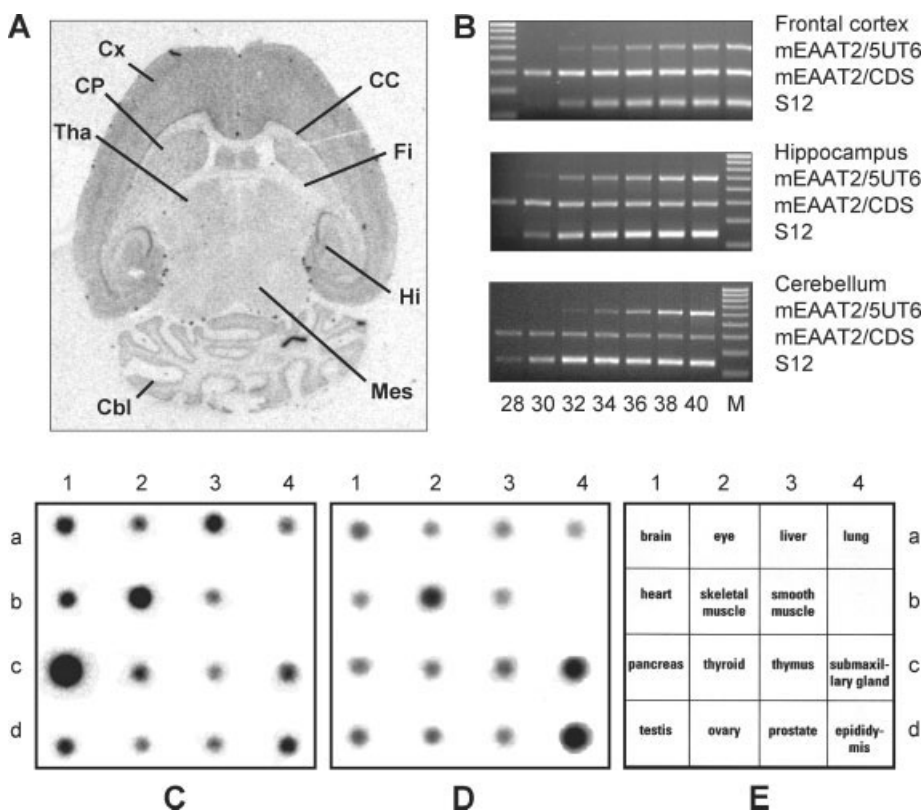 A
Cx
CP
Tha
CC
Fi
Hi
Mes
Cbl
B
Frontal cortex
mEAAT2/5UT6
mEAAT2/CDS
S12
Hippocampus
mEAAT2/5UT6
mEAAT2/CDS
S12
Cerebellum
mEAAT2/5UT6
mEAAT2/CDS
S12
28 30 32 34 36 38 40 M
1 2 3 4
a
b
c
d
C
1 2 3 4
D
1 2 3 4
brain eye liver lung a
heart skeletal muscle smooth muscle b
pancreas thyroid thymus submaxil-
lary gland c
testis ovary prostate epididy-
mis d
E